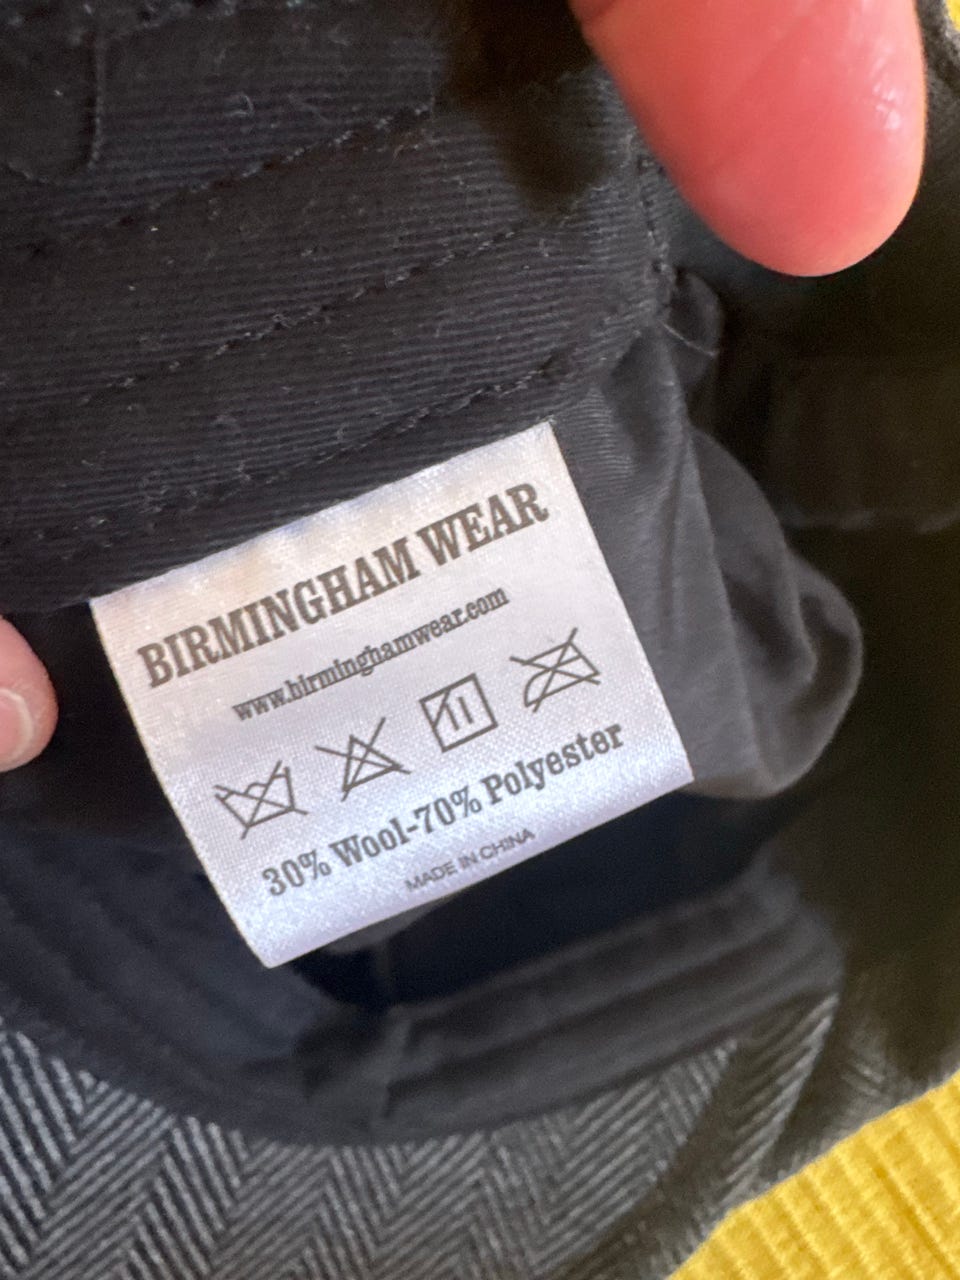 BIRMINGHAM WEAR
www.birminghamwear.com
30% Wool-70% Polyester
MADE IN CHINA